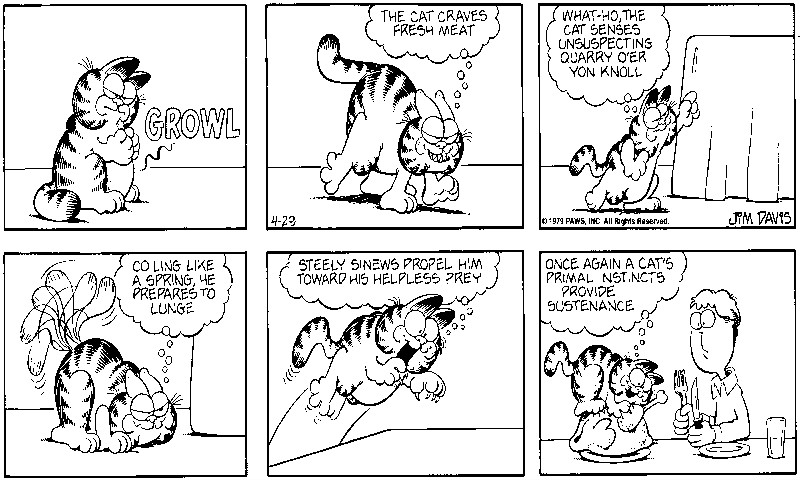 GROWL
THE CAT CRAVES
FRESH MEAT
4-23
WHAT-HO, THE
CAT SENSES
UNSUSPECTING
QUARRY O'ER
YON KNOLL
© 1979 PAWS, INC. All Rights Reserved.
JIM DAVIS
CO LING LIKE
A SPRING, HE
PREPARES TO
LUNGE
STEELY SINEWS PROPEL HIM
TOWARD HIS HELPLESS PREY
ONCE AGAIN A CAT'S
PRIMAL NST.NCTS
PROVIDE
SUSTENANCE